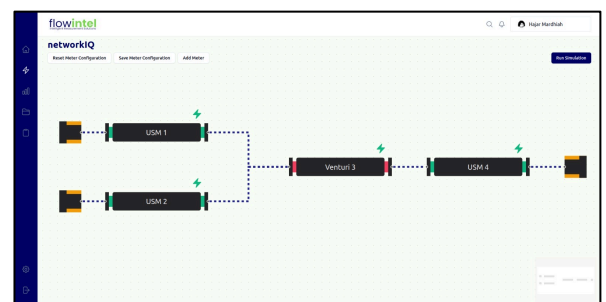 flowintel
Hajar Mardhiah
networkIQ
Reset Meter Configuration
Save Meter Configuration
Add Meter
Run Simulation
USM 1
Venturi 3
USM 4
USM 2